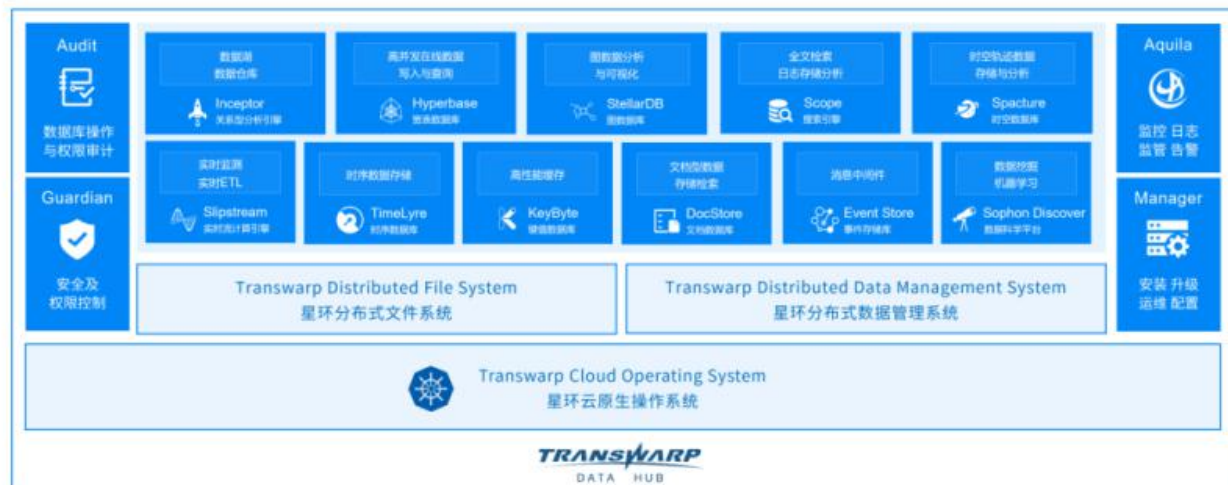 Audit
数据库操作
与权限审计
Guardian
安全及
权限控制
数据湖
数据仓库
Inceptor
关系型分析引擎
高并发在线数据
写入与查询
Hyperbase
宽表数据库
图数据分析
与可视化
StellarDB
图数据库
全文检索
日志存储分析
Scope
搜索引擎
时空轨迹数据
存储与分析
Spacture
时空数据库
实时监测
实时ETL
Slipstream
实时流计算引擎
时序数据存储
TimeLyre
时序数据库
高性能缓存
KeyByte
键值数据库
文档型数据
存储检索
DocStore
文档数据库
消息中间件
Event Store
事件存储库
数据挖掘
机器学习
Sophon Discover
数据科学平台
Aquila
监控 日志
监管 告警
Manager
安装 升级
运维 配置
Transwarp Distributed File System
星环分布式文件系统
Transwarp Distributed Data Management System
星环分布式数据管理系统
Transwarp Cloud Operating System
星环云原生操作系统
TRANSWARP
DATA HUB